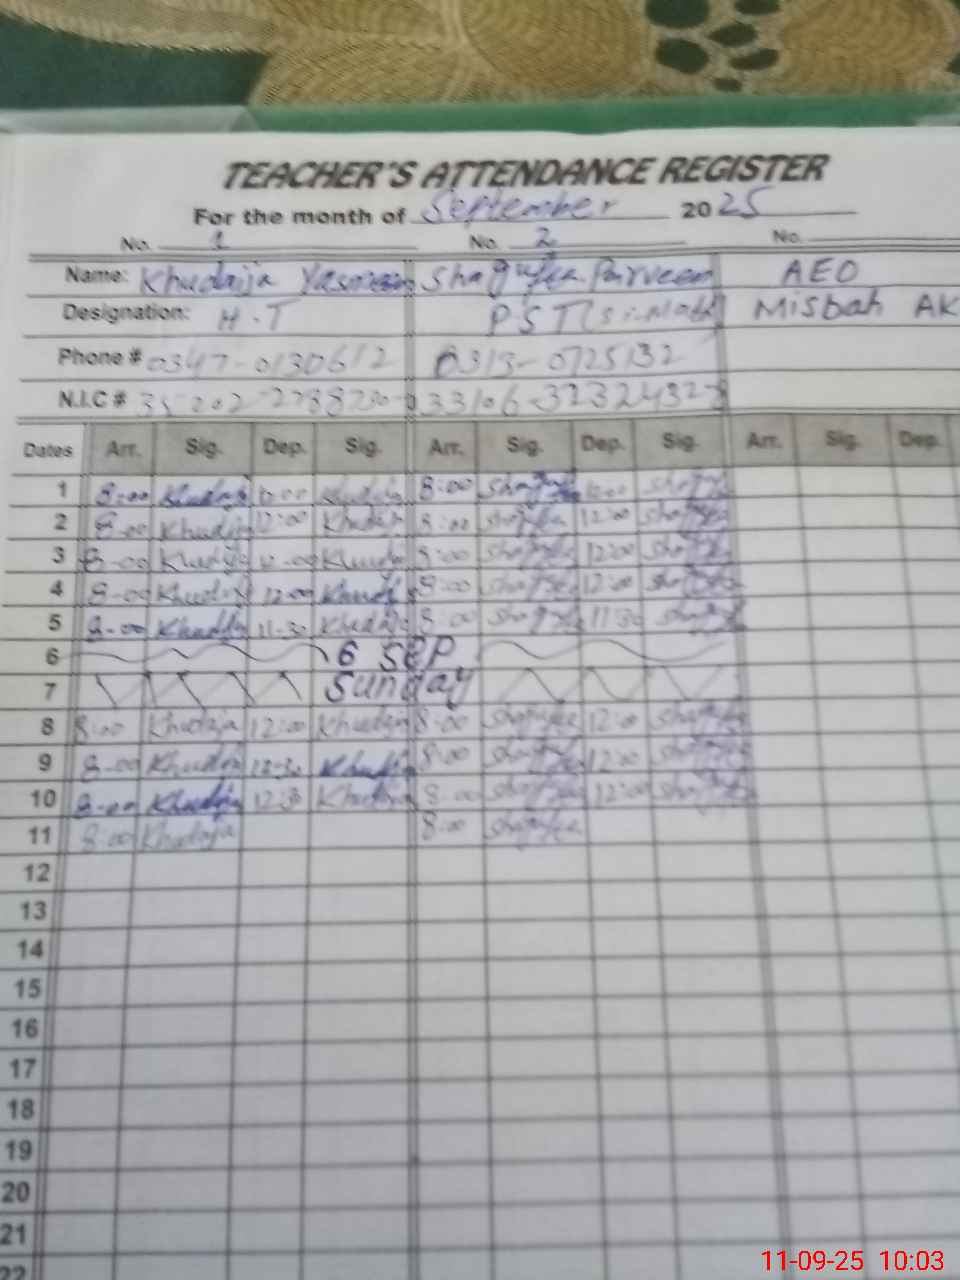 TEACHER'S ATTENDANCE REGISTER
For the month of September 2025
No. 1 No. 2 No.
Name: Khudaija Yasmeen Shagufta Parveen AEO
Designation: H.T PST Misbah AK
Phone # 0347-0130612 0313-0725132
N.I.C #
Dates Arr. Sig. Dep. Sig. Arr. Sig. Dep. Sig. Arr. Sig. Dep.
1 8:00 Khudaija 12:00 Khudaija 8:00 Shagufta 12:00 Shagufta
2 8-00 Khudaija 12:00 Khudaija 8:00 Shagufta 12:00 Shagufta
3 8-00 Khudaija 12-00 Khudaija 8:00 Shagufta 12:00 Shagufta
4 8-00 Khudaija 12-00 Khudaija 8:00 Shagufta 12:00 Shagufta
5 8-00 Khudaija 11-30 Khudaija 8:00 Shagufta 11:30 Shagufta
6 6 SEP
7 Sunday
8 8:00 Khudaija 12:00 Khudaija 8:00 Shagufta 12:00 Shagufta
9 8-00 Khudaija 12-30 Khudaija 8:00 Shagufta 12:00 Shagufta
10 8-00 Khudaija 12:30 Khudaija 8:00 Shagufta 12:00 Shagufta
11 8:00 Khudaija 8:00 Shagufta
12
13
14
15
16
17
18
19
20
21
22
11-09-25 10:03